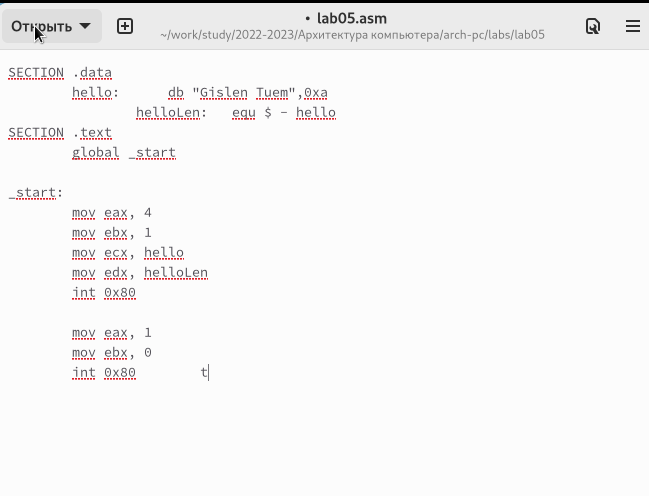 Открыть
• lab05.asm
~/work/study/2022-2023/Архитектура компьютера/arch-pc/labs/lab05
SECTION .data
hello: db "Gislen Tuem",0xa
helloLen: equ $ - hello
SECTION .text
global _start
_start:
mov eax, 4
mov ebx, 1
mov ecx, hello
mov edx, helloLen
int 0x80
mov eax, 1
mov ebx, 0
int 0x80 t